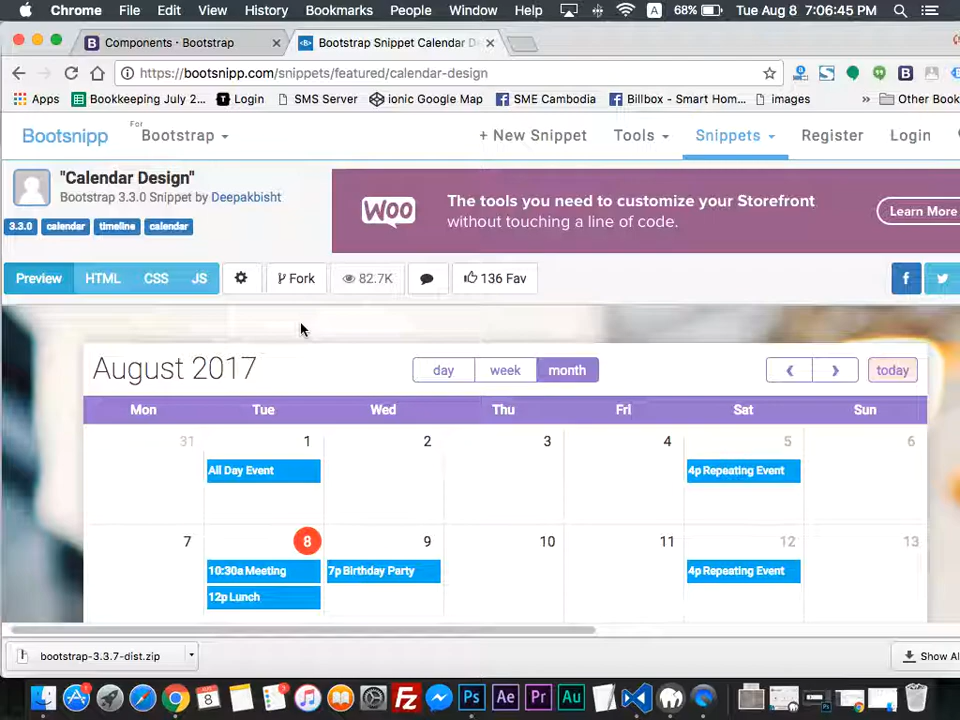 Chrome File Edit View History Bookmarks People Window Help A 68% Tue Aug 8 7:06:45 PM
B Components · Bootstrap × Bootstrap Snippet Calendar D ×
https://bootsnipp.com/snippets/featured/calendar-design
Apps Bookkeeping July 2... Login SMS Server ionic Google Map SME Cambodia Billbox - Smart Hom... images » Other Book
Bootsnipp For Bootstrap + New Snippet Tools Snippets Register Login
"Calendar Design"
Bootstrap 3.3.0 Snippet by Deepakbisht
3.3.0 calendar timeline calendar
WOO
The tools you need to customize your Storefront
without touching a line of code.
Learn More
Preview HTML CSS JS Fork 82.7K 136 Fav
August 2017 day week month ‹ › today
Mon Tue Wed Thu Fri Sat Sun
31 1 2 3 4 5 6
All Day Event 4p Repeating Event
7 8 9 10 11 12 13
10:30a Meeting 7p Birthday Party 4p Repeating Event
12p Lunch
bootstrap-3.3.7-dist.zip Show Al
8 Ps Ae Pr Au